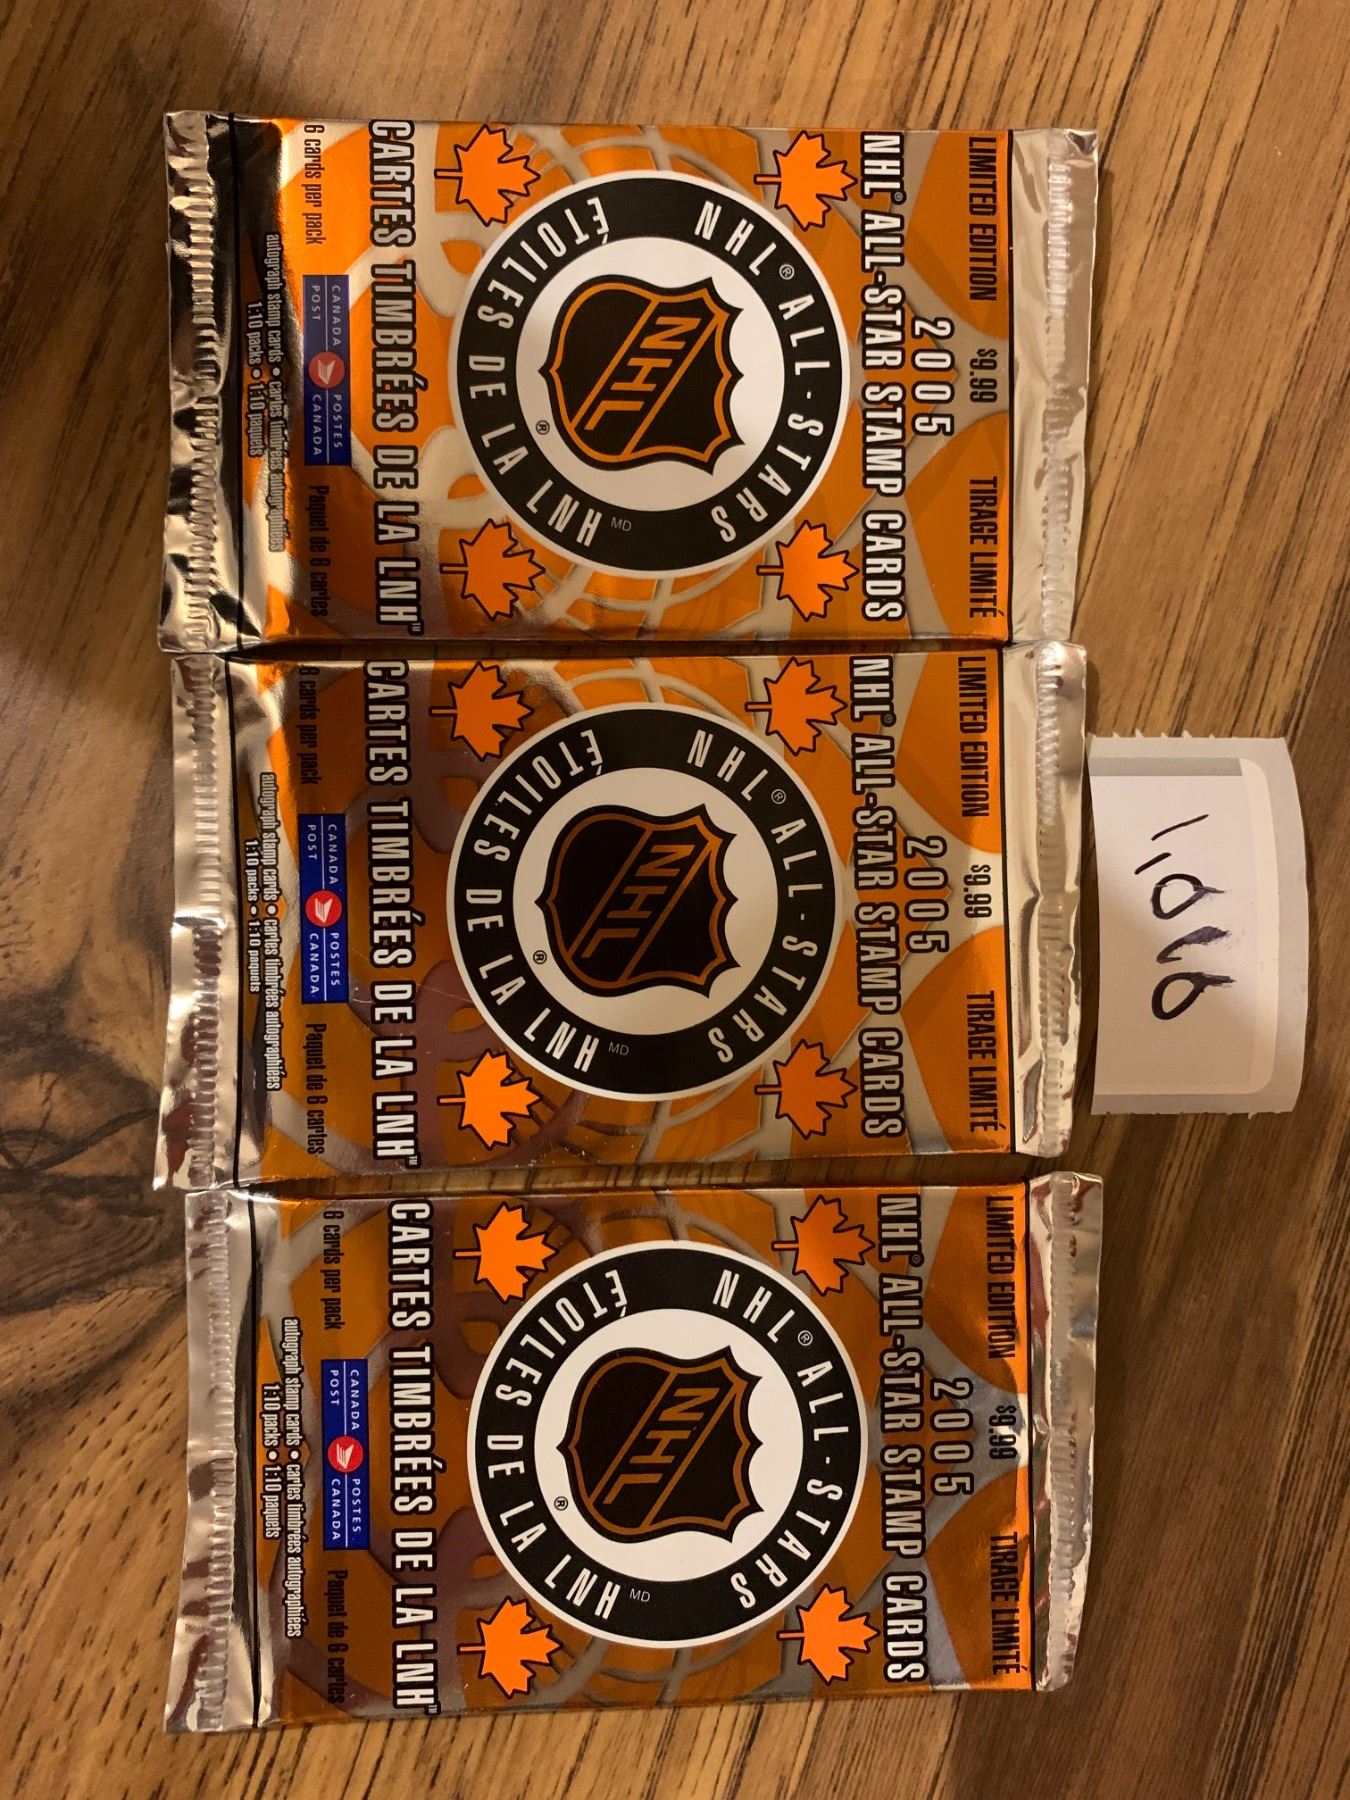 LIMITED EDITION $9.99 TIRAGE LIMITÉ
2005
NHL® ALL-STAR STAMP CARDS
NHL® ALL·STARS
NHL ®
ÉTOILES DE LA LNH MD
CARTES TIMBRÉES DE LA LNH™
6 cards per pack
CANADA POSTES
POST CANADA
Paquet de 6 cartes
autograph stamp cards • cartes timbrées autographiées
1:10 packs • 1:10 paquets
LIMITED EDITION $9.99 TIRAGE LIMITÉ
2005
NHL® ALL-STAR STAMP CARDS
NHL® ALL·STARS
NHL ®
ÉTOILES DE LA LNH MD
CARTES TIMBRÉES DE LA LNH™
6 cards per pack
CANADA POSTES
POST CANADA
Paquet de 6 cartes
autograph stamp cards • cartes timbrées autographiées
1:10 packs • 1:10 paquets
LIMITED EDITION $9.99 TIRAGE LIMITÉ
2005
NHL® ALL-STAR STAMP CARDS
NHL® ALL·STARS
NHL ®
ÉTOILES DE LA LNH MD
CARTES TIMBRÉES DE LA LNH™
6 cards per pack
CANADA POSTES
POST CANADA
Paquet de 6 cartes
autograph stamp cards • cartes timbrées autographiées
1:10 packs • 1:10 paquets